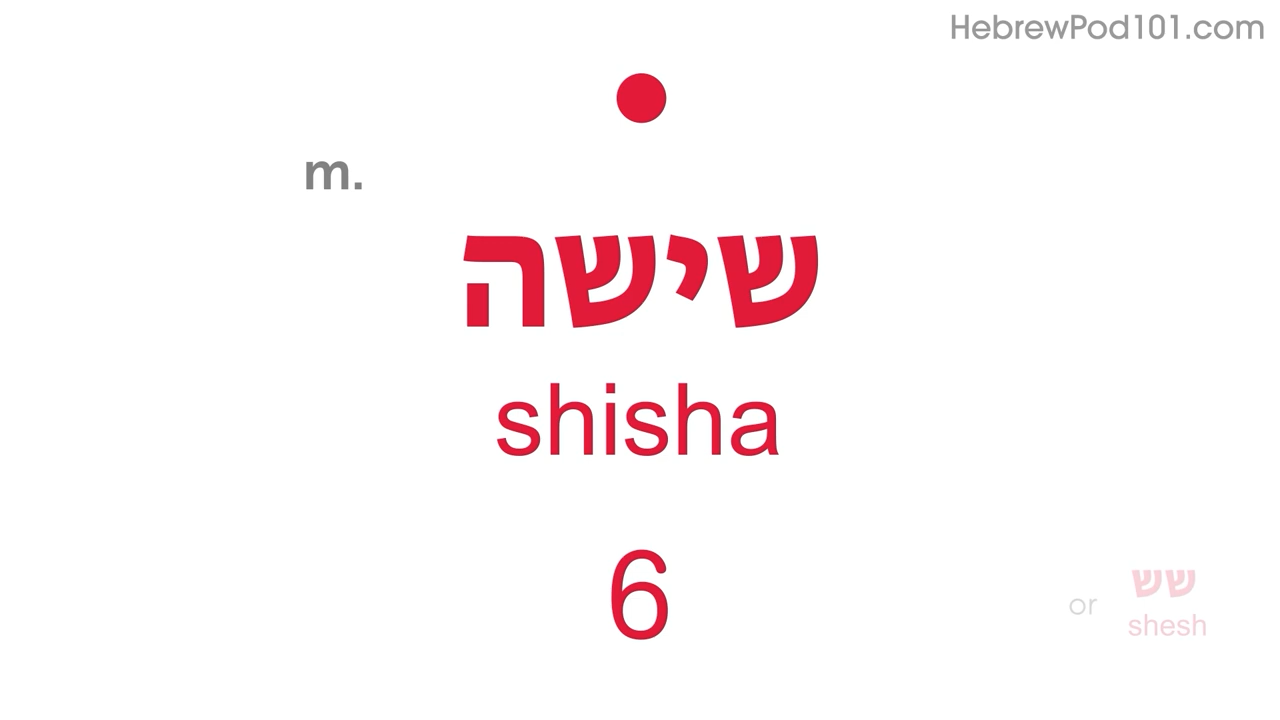 HebrewPod101.com
m.
שישה
shisha
6
or
שש
shesh